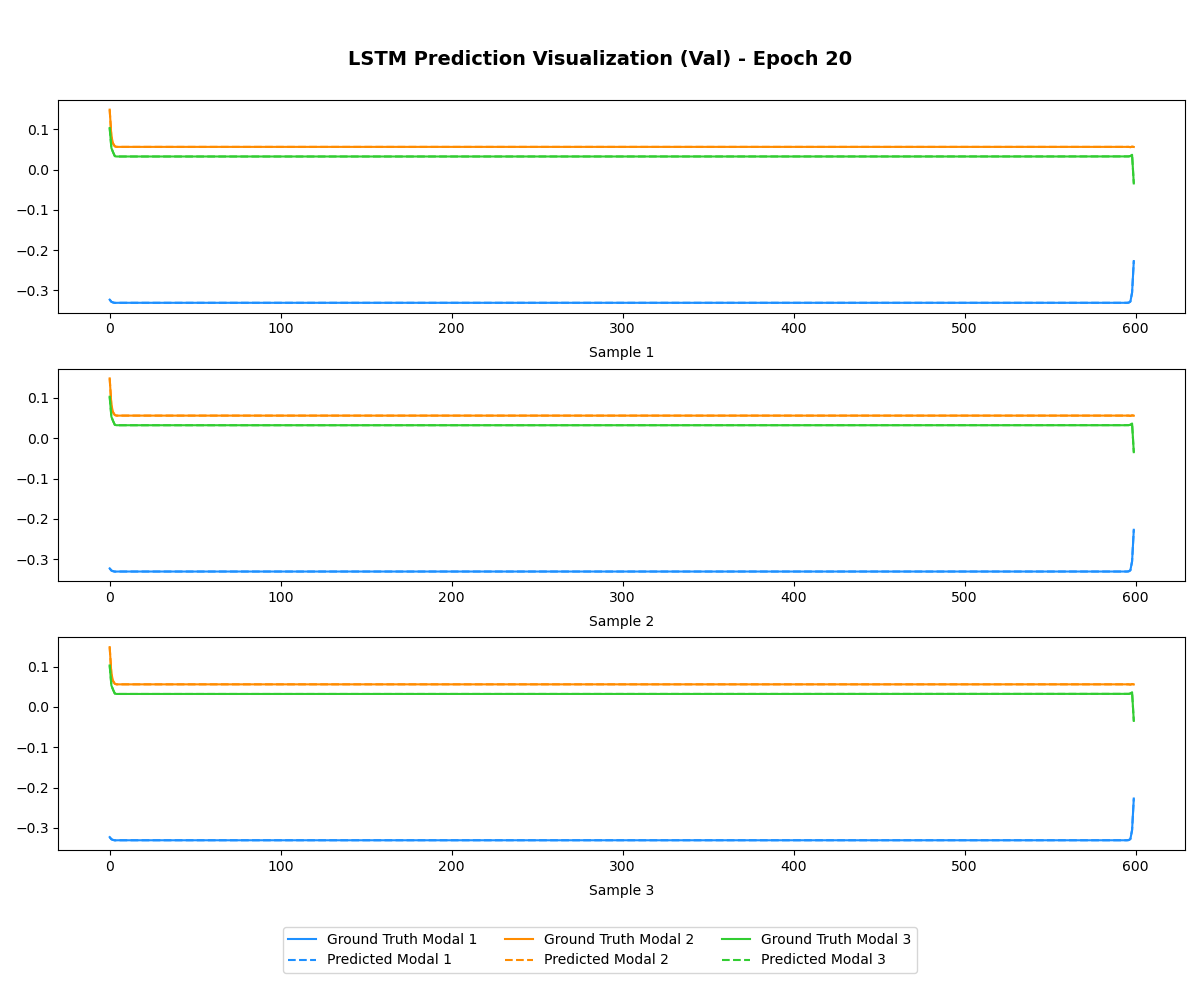 LSTM Prediction Visualization (Val) - Epoch 20
0.1
0.0
−0.1
−0.2
−0.3
0 100 200 300 400 500 600
Sample 1
0.1
0.0
−0.1
−0.2
−0.3
0 100 200 300 400 500 600
Sample 2
0.1
0.0
−0.1
−0.2
−0.3
0 100 200 300 400 500 600
Sample 3
Ground Truth Modal 1 Ground Truth Modal 2 Ground Truth Modal 3
Predicted Modal 1 Predicted Modal 2 Predicted Modal 3